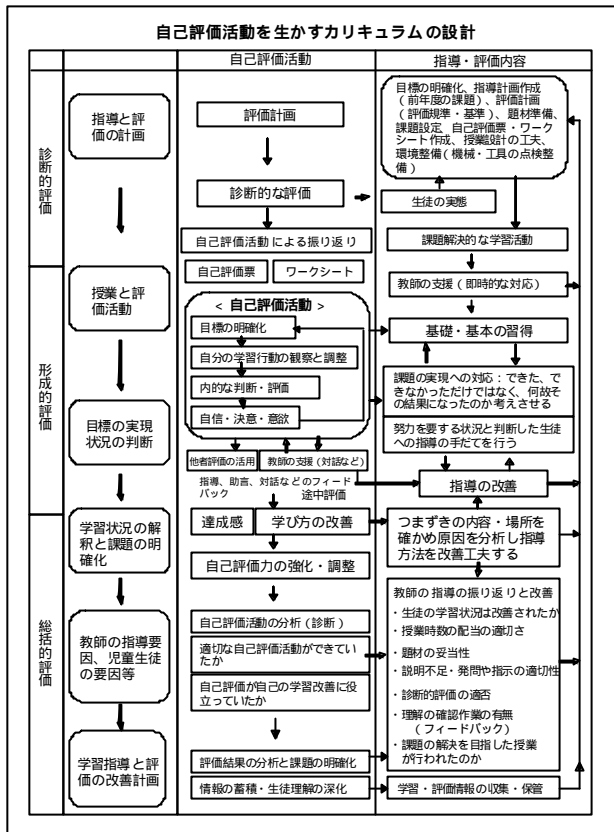 自己評価活動を生かすカリキュラムの設計
自己評価活動
指導・評価内容
診断的評価
形成的評価
総括的評価
指導と評
価の計画
授業と評
価活動
目標の実現
状況の判断
学習状況の解
釈と課題の明
確化
教師の指導要
因、児童生徒
の要因等
学習指導と評
価の改善計画
評価計画
診断的な評価
自己評価活動による振り返り
自己評価票
ワークシート
< 自己評価活動 >
目標の明確化
自分の学習行動の観察と調整
内的な判断・評価
自信・決意・意欲
他者評価の活用
教師の支援(対話など)
指導、助言、対話などのフィード
バック
途中評価
達成感
学び方の改善
自己評価力の強化・調整
自己評価活動の分析(診断)
適切な自己評価活動ができてい
たか
自己評価が自己の学習改善に役
立っていたか
評価結果の分析と課題の明確化
情報の蓄積・生徒理解の深化
目標の明確化、指導計画作成
(前年度の課題)、評価計画
(評価規準・基準)、題材準備、
課題設定、自己評価票・ワーク
シート作成、授業設計の工夫、
環境整備(機械・工具の点検整
備)
生徒の実態
課題解決的な学習活動
教師の支援(即時的な対応)
基礎・基本の習得
課題の実現への対応:できた、で
きなかっただけではなく、何故そ
の結果になったのか考えさせる
努力を要する状況と判断した生徒
への指導の手だてを行う
指導の改善
つまずきの内容・場所を
確かめ原因を分析し指導
方法を改善工夫する
教師の指導の振り返りと改善
・生徒の学習状況は改善されたか
・授業時数の配当の適切さ
・題材の妥当性
・説明不足・発問や指示の適切性
・診断的評価の適否
・理解の確認作業の有無
(フィードバック)
・課題の解決を目指した授業
が行われたのか
学習・評価情報の収集・保管